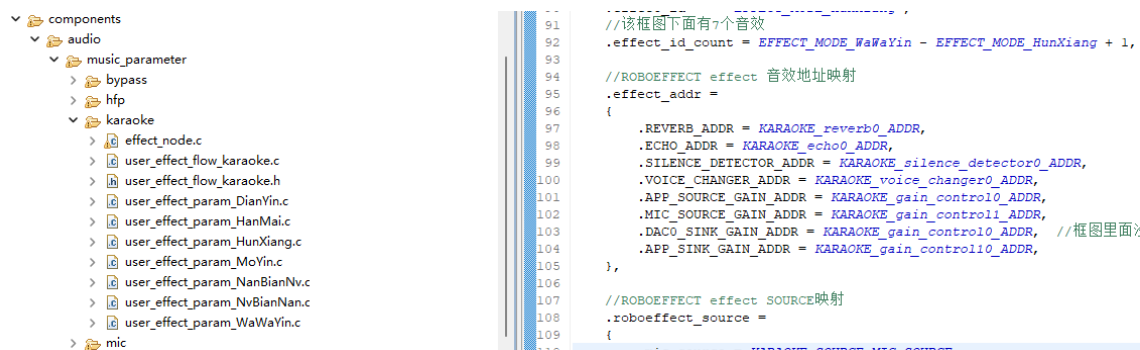 components
audio
music_parameter
bypass
hfp
karaoke
effect_node.c
user_effect_flow_karaoke.c
user_effect_flow_karaoke.h
user_effect_param_DianYin.c
user_effect_param_HanMai.c
user_effect_param_HunXiang.c
user_effect_param_MoYin.c
user_effect_param_NanBianNv.c
user_effect_param_NvBianNan.c
user_effect_param_WaWaYin.c
mic
91 //该框图下面有7个音效
92 .effect_id_count = EFFECT_MODE_WaWaYin - EFFECT_MODE_HunXiang + 1,
93
94 //ROBOEFFECT effect 音效地址映射
95 .effect_addr =
96 {
97 .REVERB_ADDR = KARAOKE_reverb0_ADDR,
98 .ECHO_ADDR = KARAOKE_echo0_ADDR,
99 .SILENCE_DETECTOR_ADDR = KARAOKE_silence_detector0_ADDR,
100 .VOICE_CHANGER_ADDR = KARAOKE_voice_changer0_ADDR,
101 .APP_SOURCE_GAIN_ADDR = KARAOKE_gain_control0_ADDR,
102 .MIC_SOURCE_GAIN_ADDR = KARAOKE_gain_control1_ADDR,
103 .DAC0_SINK_GAIN_ADDR = KARAOKE_gain_control0_ADDR, //框图里面
104 .APP_SINK_GAIN_ADDR = KARAOKE_gain_control10_ADDR,
105 },
106
107 //ROBOEFFECT effect SOURCE映射
108 .roboeffect_source =
109 {